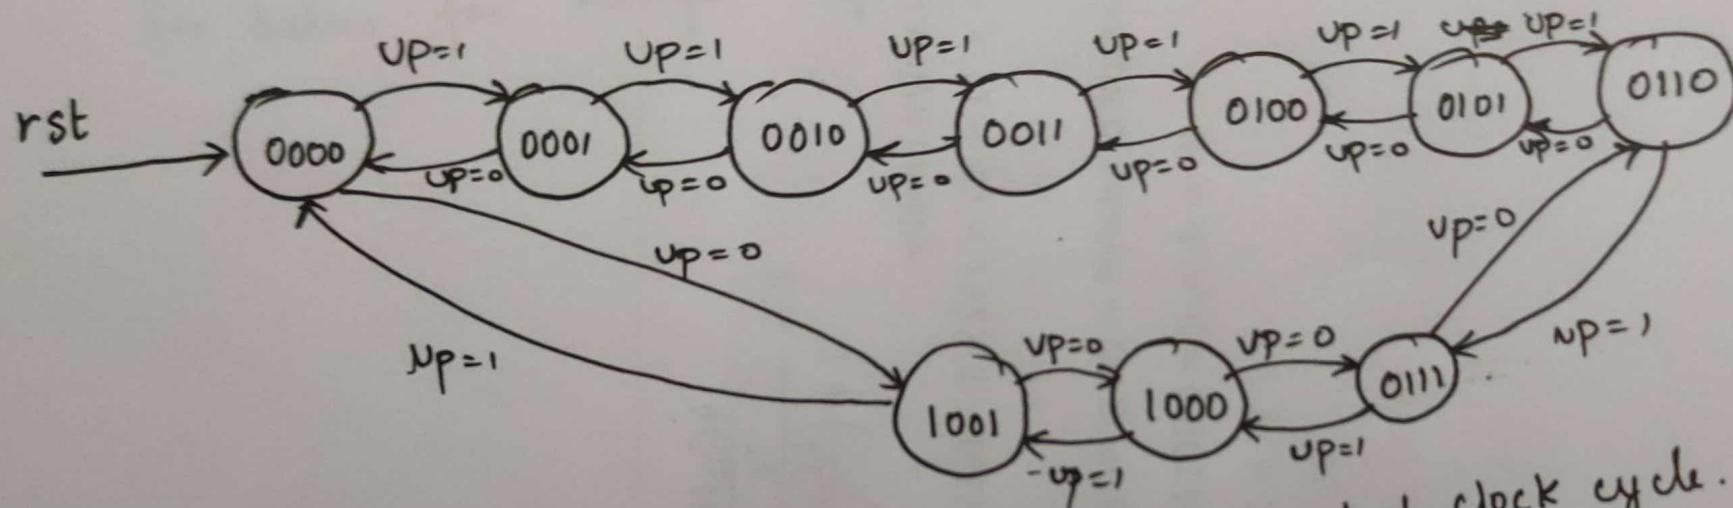 up=1 up=1 up=1 up=1 up=1 up=1
rst
0000 0001 0010 0011 0100 0101 0110
up=0 up=0 up=0 up=0 up=0 up=0
up=0 up=0
up=1 up=0 up=0 up=1
1001 1000 0111
up=1 up=1
clock cycle.